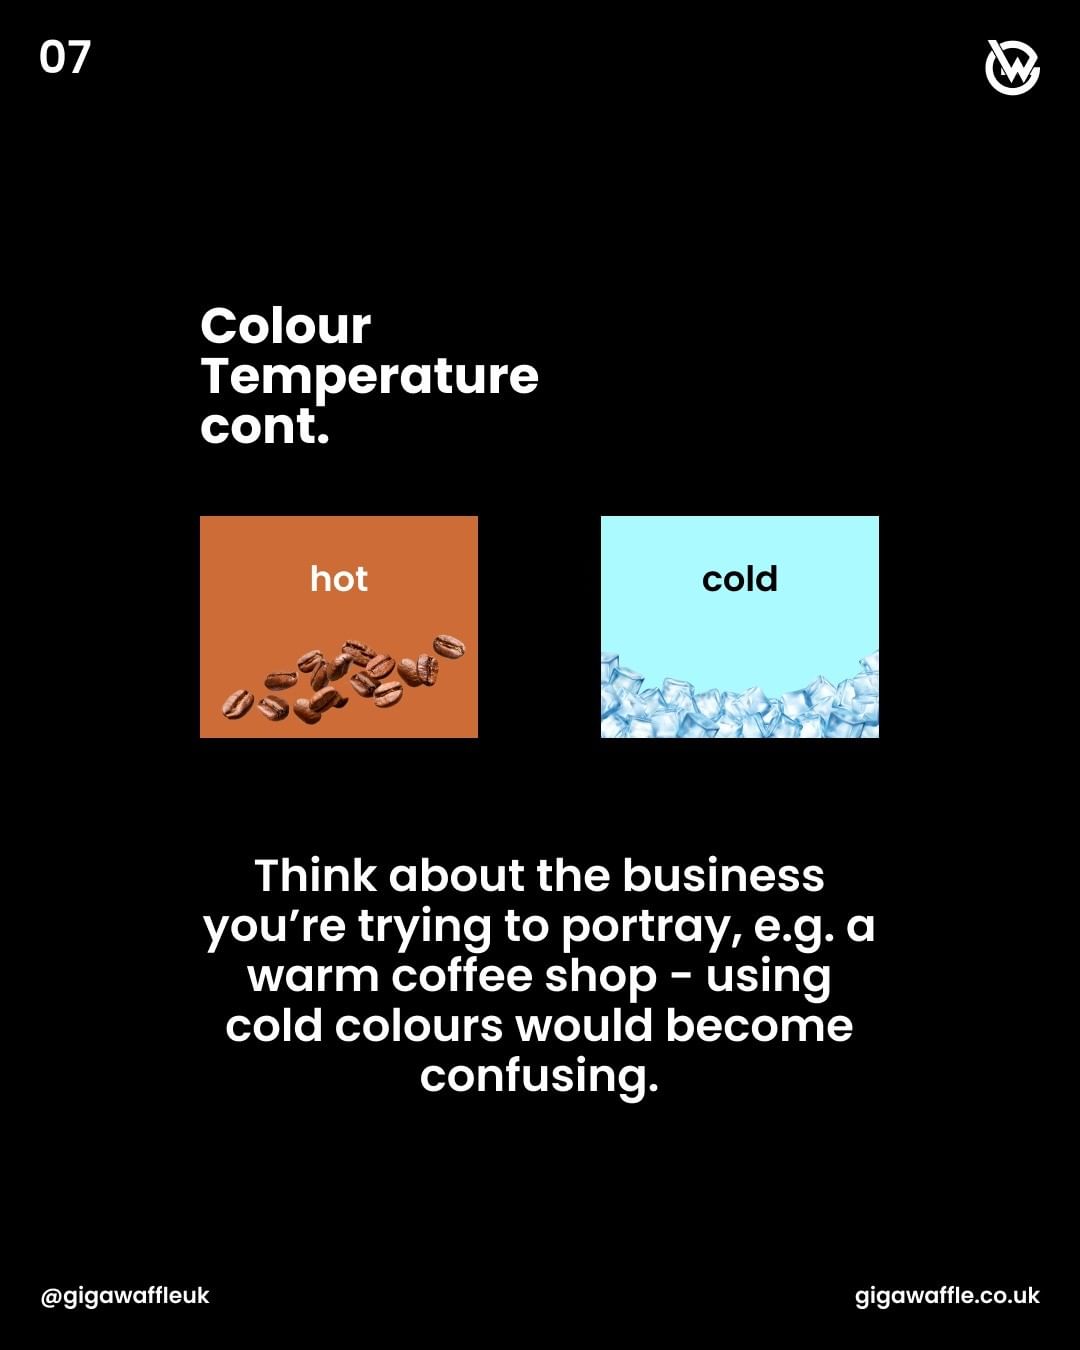 07
Colour
Temperature
cont.
hot
cold
Think about the business
you’re trying to portray, e.g. a
warm coffee shop - using
cold colours would become
confusing.
@gigawaffleuk
gigawaffle.co.uk